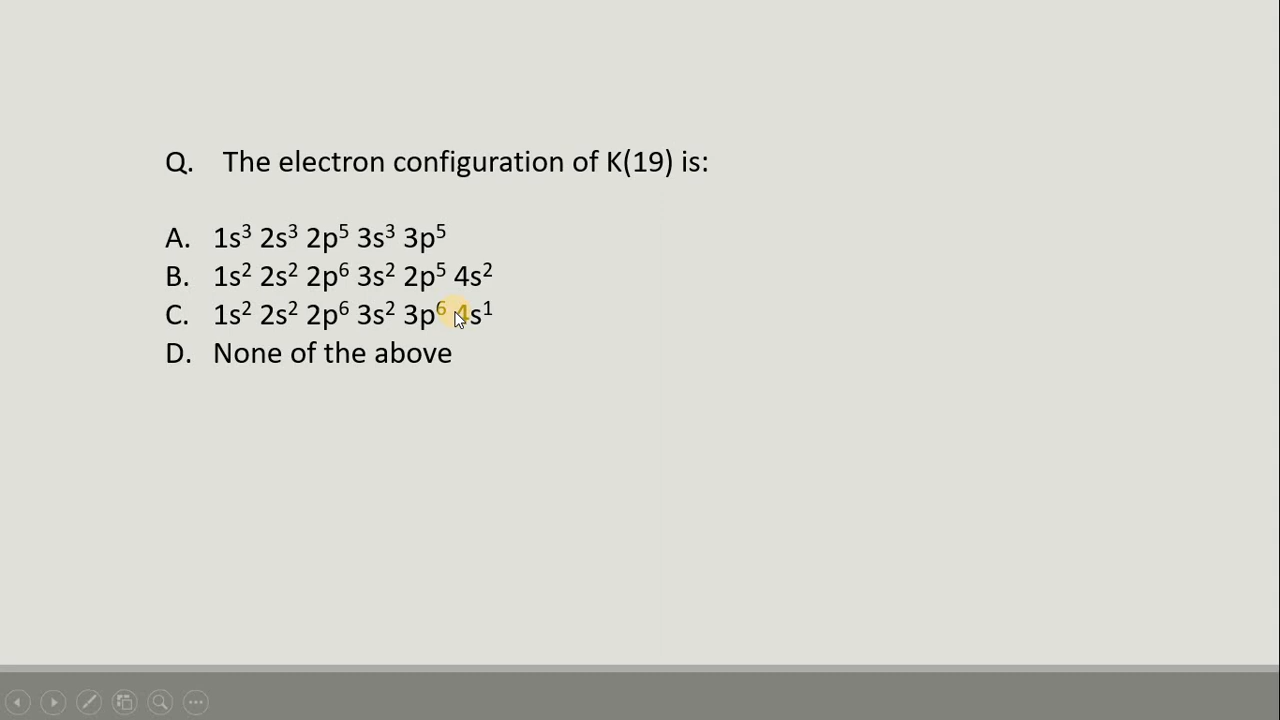 Q. The electron configuration of K(19) is:
A. 1s³ 2s³ 2p⁵ 3s³ 3p⁵
B. 1s² 2s² 2p⁶ 3s² 2p⁵ 4s²
C. 1s² 2s² 2p⁶ 3s² 3p⁶ 4s¹
D. None of the above